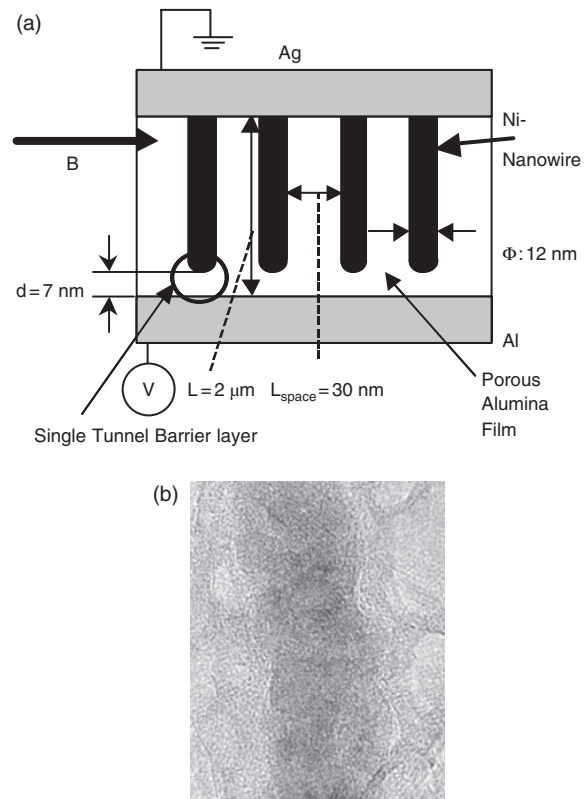 (a)
Ag
Ni-
Nanowire
B
Φ: 12 nm
d = 7 nm
Al
V
L = 2 μm
L_space = 30 nm
Porous
Alumina
Film
Single Tunnel Barrier layer
(b)